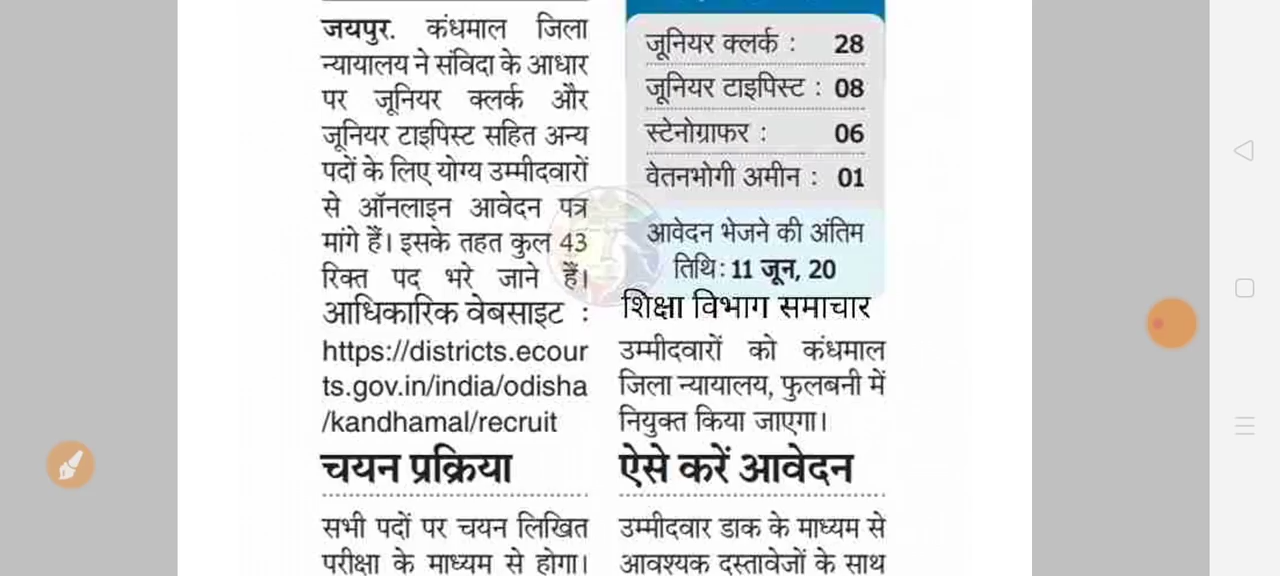 जयपुर. कंधमाल जिला
न्यायालय ने संविदा के आधार
पर जूनियर क्लर्क और
जूनियर टाइपिस्ट सहित अन्य
पदों के लिए योग्य उम्मीदवारों
से ऑनलाइन आवेदन पत्र
मांगे हैं। इसके तहत कुल 43
रिक्त पद भरे जाने हैं।
आधिकारिक वेबसाइट :
https://districts.ecour
ts.gov.in/india/odisha
/kandhamal/recruit
चयन प्रक्रिया
सभी पदों पर चयन लिखित
परीक्षा के माध्यम से होगा।
जूनियर क्लर्क : 28
जूनियर टाइपिस्ट : 08
स्टेनोग्राफर : 06
वेतनभोगी अमीन : 01
आवेदन भेजने की अंतिम
तिथि: 11 जून, 20
शिक्षा विभाग समाचार
उम्मीदवारों को कंधमाल
जिला न्यायालय, फुलबनी में
नियुक्त किया जाएगा।
ऐसे करें आवेदन
उम्मीदवार डाक के माध्यम से
आवश्यक दस्तावेजों के साथ